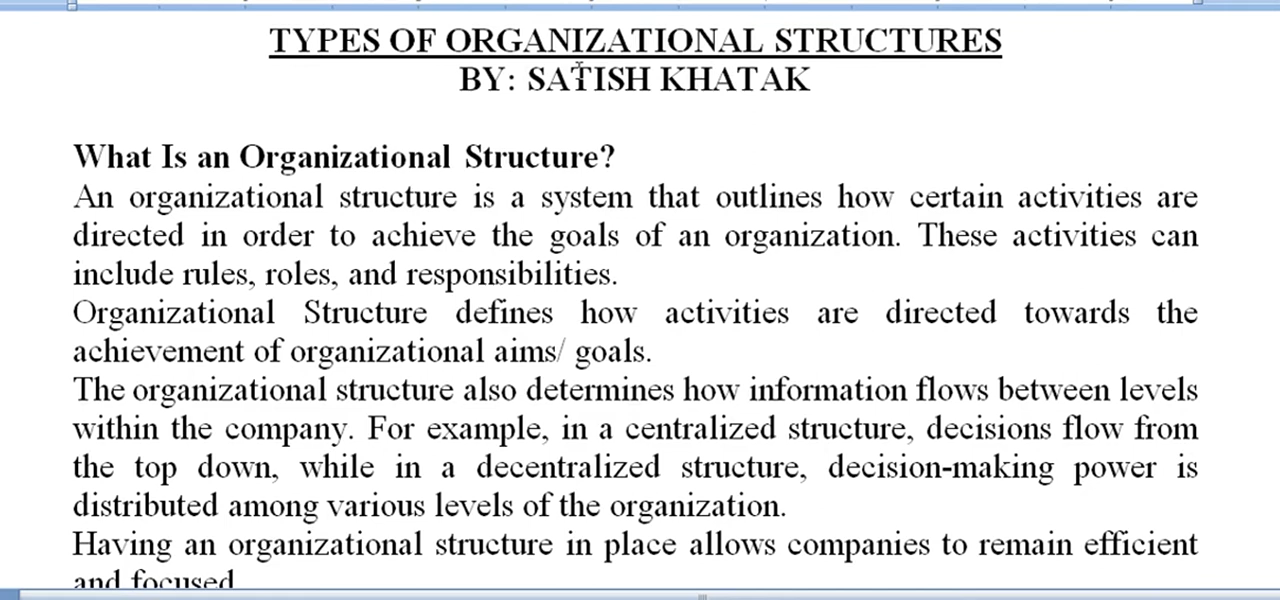 TYPES OF ORGANIZATIONAL STRUCTURES
BY: SATISH KHATAK
What Is an Organizational Structure?
An organizational structure is a system that outlines how certain activities are
directed in order to achieve the goals of an organization. These activities can
include rules, roles, and responsibilities.
Organizational Structure defines how activities are directed towards the
achievement of organizational aims/ goals.
The organizational structure also determines how information flows between levels
within the company. For example, in a centralized structure, decisions flow from
the top down, while in a decentralized structure, decision-making power is
distributed among various levels of the organization.
Having an organizational structure in place allows companies to remain efficient
and focused.